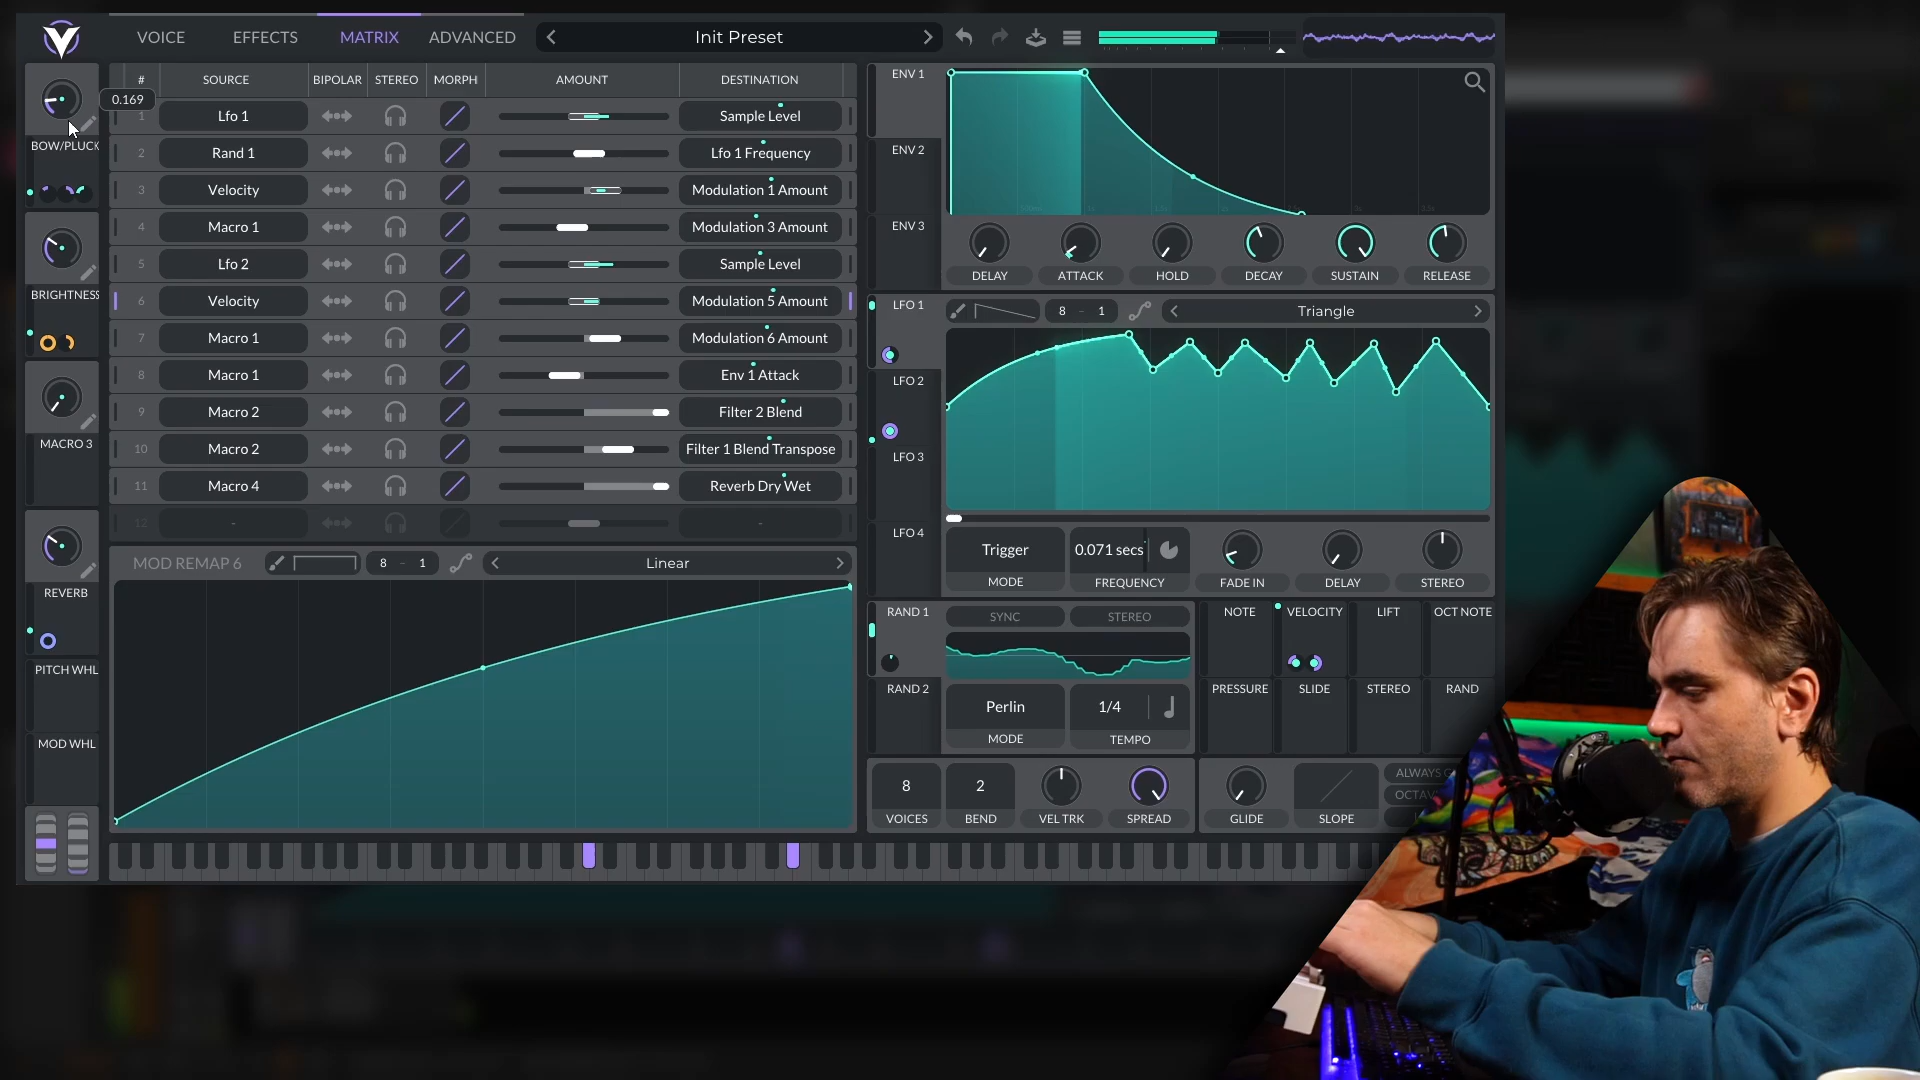 VOICE EFFECTS MATRIX ADVANCED Init Preset
# SOURCE BIPOLAR STEREO MORPH AMOUNT DESTINATION
0.169
BOW/PLUCK
BRIGHTNESS
MACRO 3
REVERB
PITCH WHL
MOD WHL
1 Lfo 1 Sample Level
2 Rand 1 Lfo 1 Frequency
3 Velocity Modulation 1 Amount
4 Macro 1 Modulation 3 Amount
5 Lfo 2 Sample Level
6 Velocity Modulation 5 Amount
7 Macro 1 Modulation 6 Amount
8 Macro 1 Env 1 Attack
9 Macro 2 Filter 2 Blend
10 Macro 2 Filter 1 Blend Transpose
11 Macro 4 Reverb Dry Wet
12 - -
MOD REMAP 6 8 - 1 Linear
ENV 1
ENV 2
ENV 3
DELAY ATTACK HOLD DECAY SUSTAIN RELEASE
LFO 1 8 - 1 Triangle
LFO 2
LFO 3
LFO 4
Trigger 0.071 secs
MODE FREQUENCY FADE IN DELAY STEREO
RAND 1 SYNC STEREO
RAND 2 Perlin 1/4
MODE TEMPO
NOTE VELOCITY LIFT OCT NOTE
PRESSURE SLIDE STEREO RAND
8 2
VOICES BEND VEL TRK SPREAD GLIDE SLOPE
ALWAYS
OCTAV